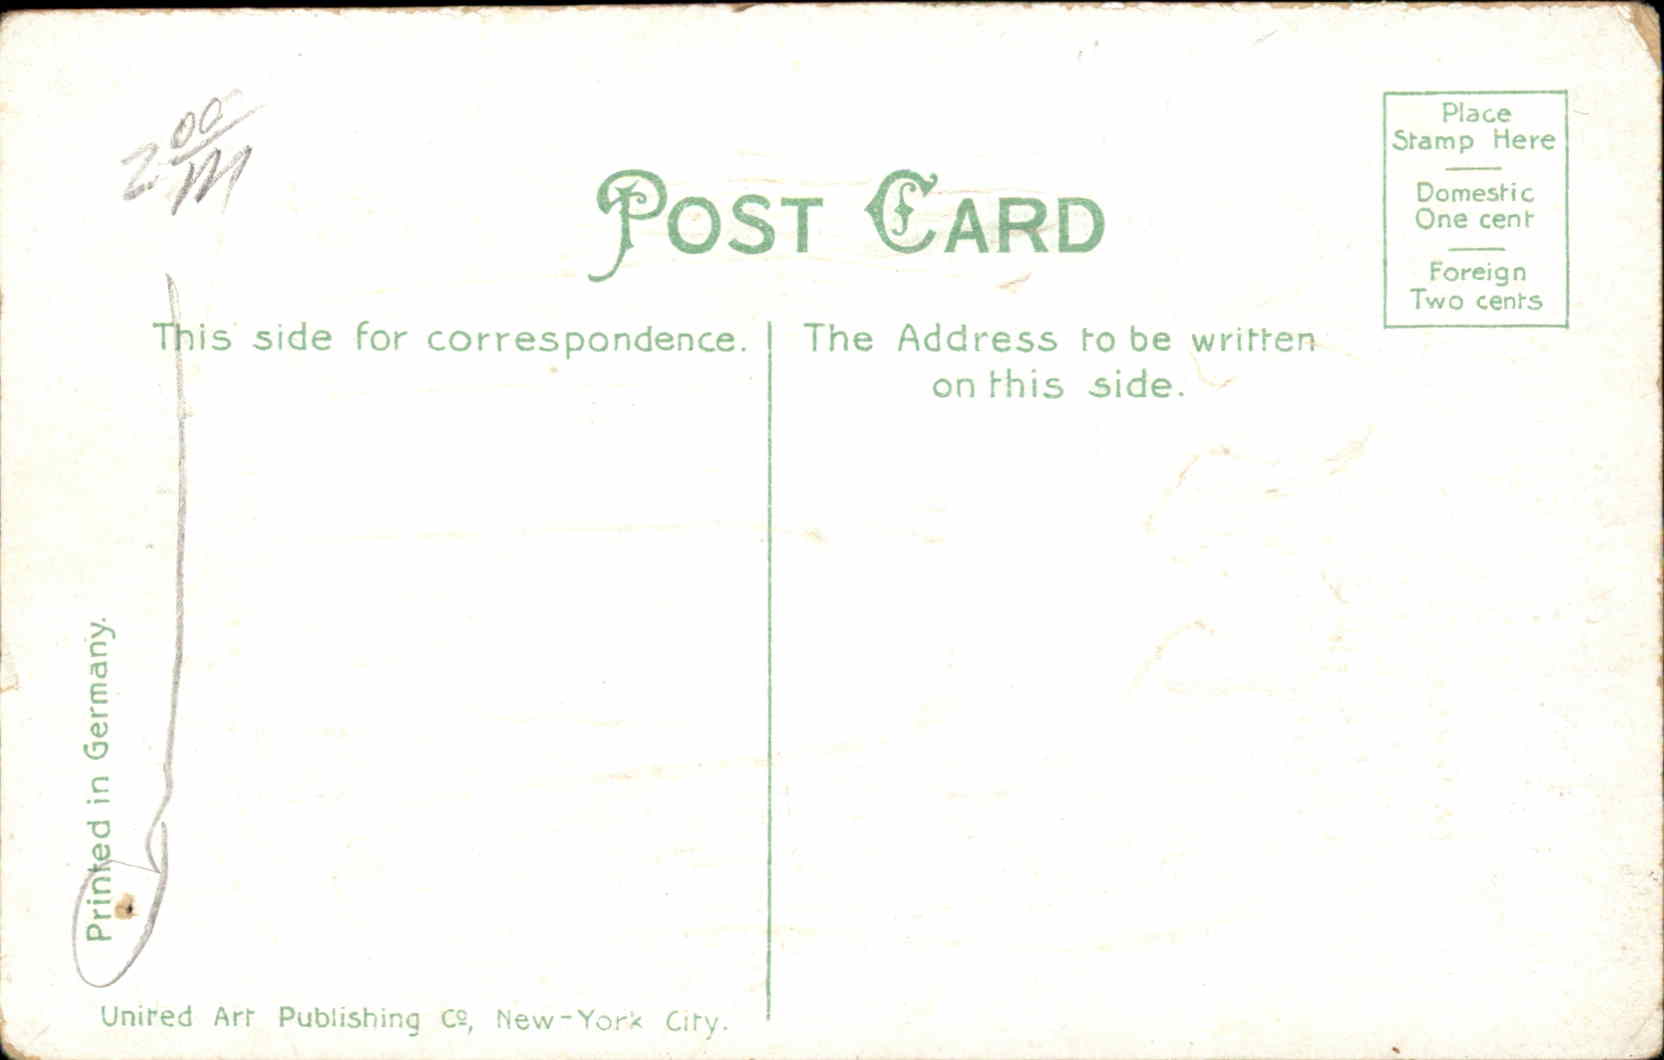 2.00
M
POST CARD
Place
Stamp Here
Domestic
One cent
Foreign
Two cents
This side for correspondence.
The Address to be written
on this side.
Printed in Germany.
United Art Publishing Cº, New-York City.